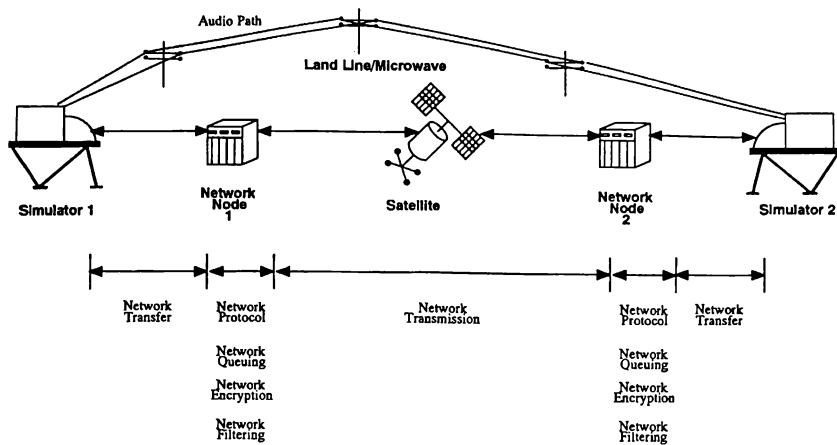 Audio Path
Land Line/Microwave
Simulator 1
Network
Node
1
Satellite
Network
Node
2
Simulator 2
Network
Transfer
Network
Protocol
Network
Transmission
Network
Protocol
Network
Transfer
Network
Queuing
Network
Queuing
Network
Encryption
Network
Encryption
Network
Filtering
Network
Filtering